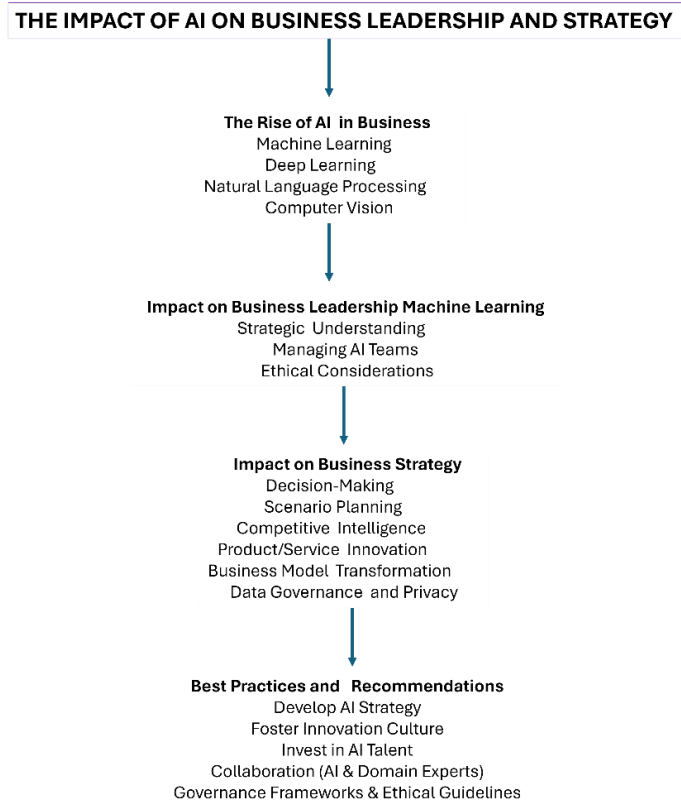 THE IMPACT OF AI ON BUSINESS LEADERSHIP AND STRATEGY
The Rise of AI in Business
Machine Learning
Deep Learning
Natural Language Processing
Computer Vision
Impact on Business Leadership Machine Learning
Strategic Understanding
Managing AI Teams
Ethical Considerations
Impact on Business Strategy
Decision-Making
Scenario Planning
Competitive Intelligence
Product/Service Innovation
Business Model Transformation
Data Governance and Privacy
Best Practices and Recommendations
Develop AI Strategy
Foster Innovation Culture
Invest in AI Talent
Collaboration (AI & Domain Experts)
Governance Frameworks & Ethical Guidelines